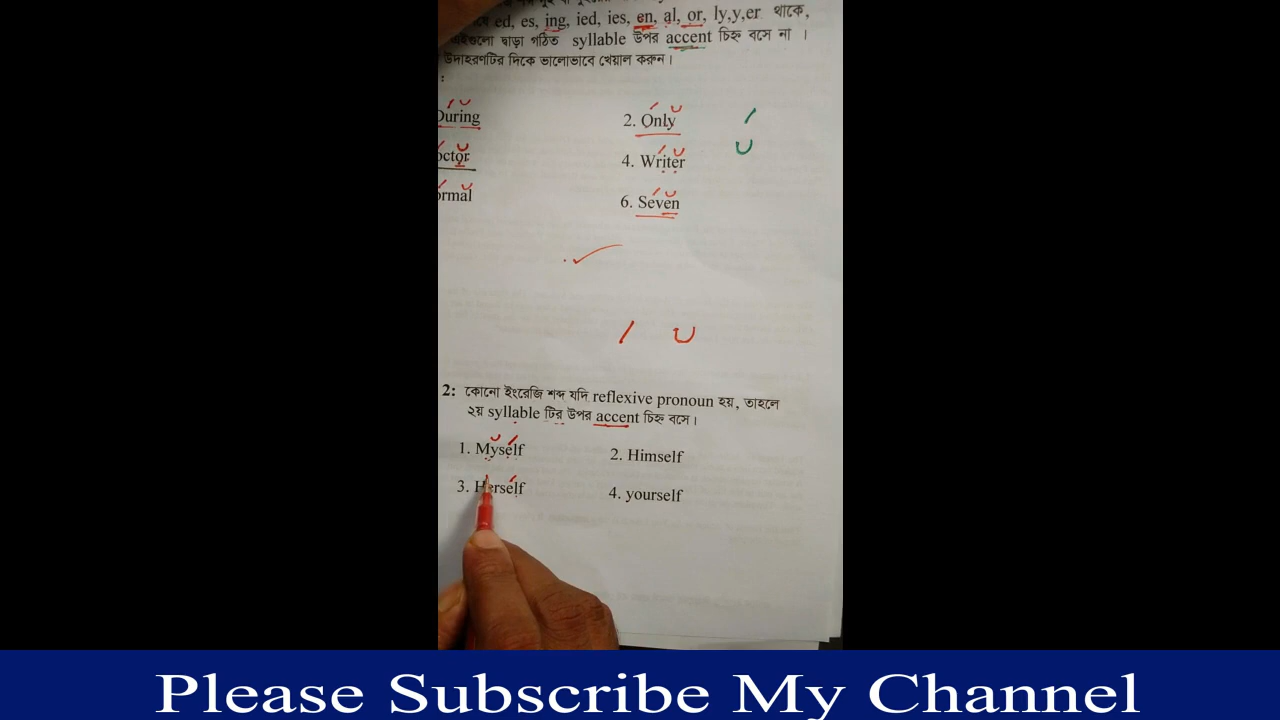 ed, es, ing, ied, ies, en, al, or, ly,y,er থাকে,
দ্বাড়া গঠিত syllable উপর accent চিহ্ন বসে না ।
উদাহরণটির দিকে ভালোভাবে খেয়াল করুন।
:
During 2. Only
octor 4. Writer
ormal 6. Seven
2: কোনো ইংরেজি শব্দ যদি reflexive pronoun হয়, তাহলে
২য় syllable টির উপর accent চিহ্ন বসে।
1. Myself 2. Himself
3. Herself 4. yourself
Please Subscribe My Channel